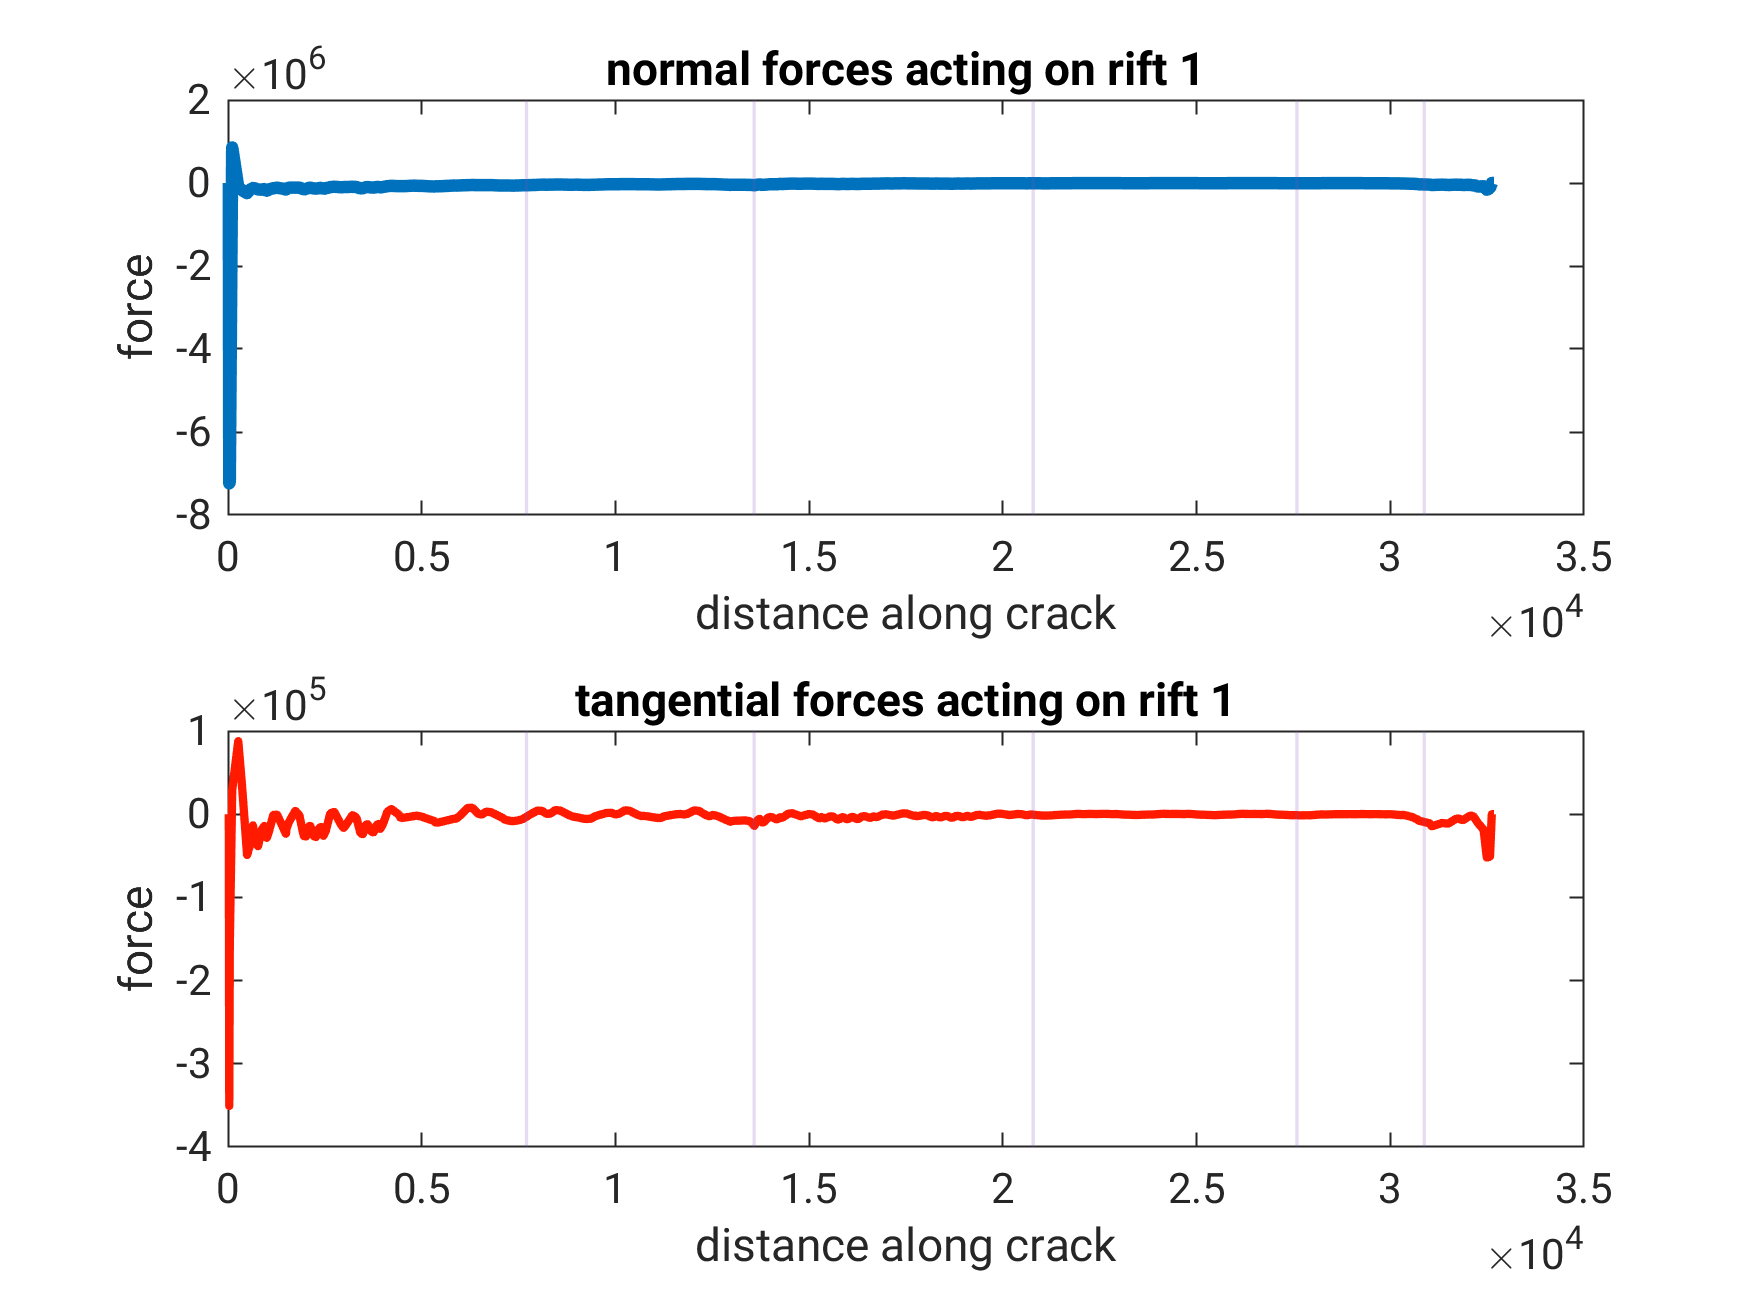 ×10^6
normal forces acting on rift 1
2
0
-2
-4
-6
-8
force
0 0.5 1 1.5 2 2.5 3 3.5
distance along crack
×10^4
×10^5
tangential forces acting on rift 1
1
0
-1
-2
-3
-4
force
0 0.5 1 1.5 2 2.5 3 3.5
distance along crack
×10^4